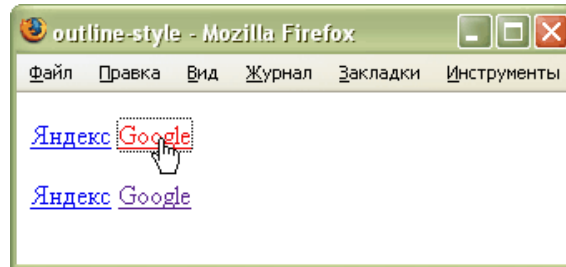 outline-style - Mozilla Firefox
Файл Правка Вид Журнал Закладки Инструменты
Яндекс Google
Яндекс Google